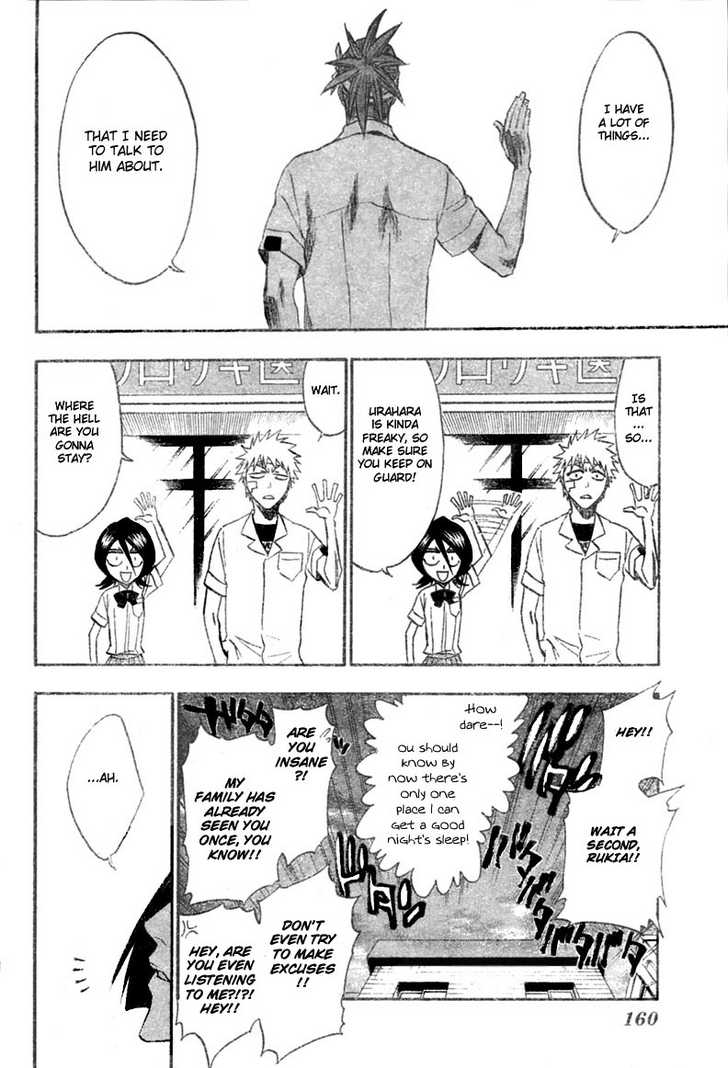 I HAVE
A LOT OF
THINGS...
THAT I NEED
TO TALK TO
HIM ABOUT.
IS
THAT
...
SO...
URAHARA
IS KINDA
FREAKY, SO
MAKE SURE
YOU KEEP ON
GUARD!
WAIT.
WHERE
THE HELL
ARE YOU
GONNA
STAY?
HEY!!
WAIT A
SECOND,
RUKIA!!
How
dare--!
ou should
know by
now there's
only one
place I can
get a good
night's sleep!
ARE
YOU
INSANE
?!
MY
FAMILY HAS
ALREADY
SEEN YOU
ONCE, YOU
KNOW!!
DON'T
EVEN TRY
TO MAKE
EXCUSES
!!
HEY, ARE
YOU EVEN
LISTENING
TO ME?!?!
HEY!!
...AH.
160